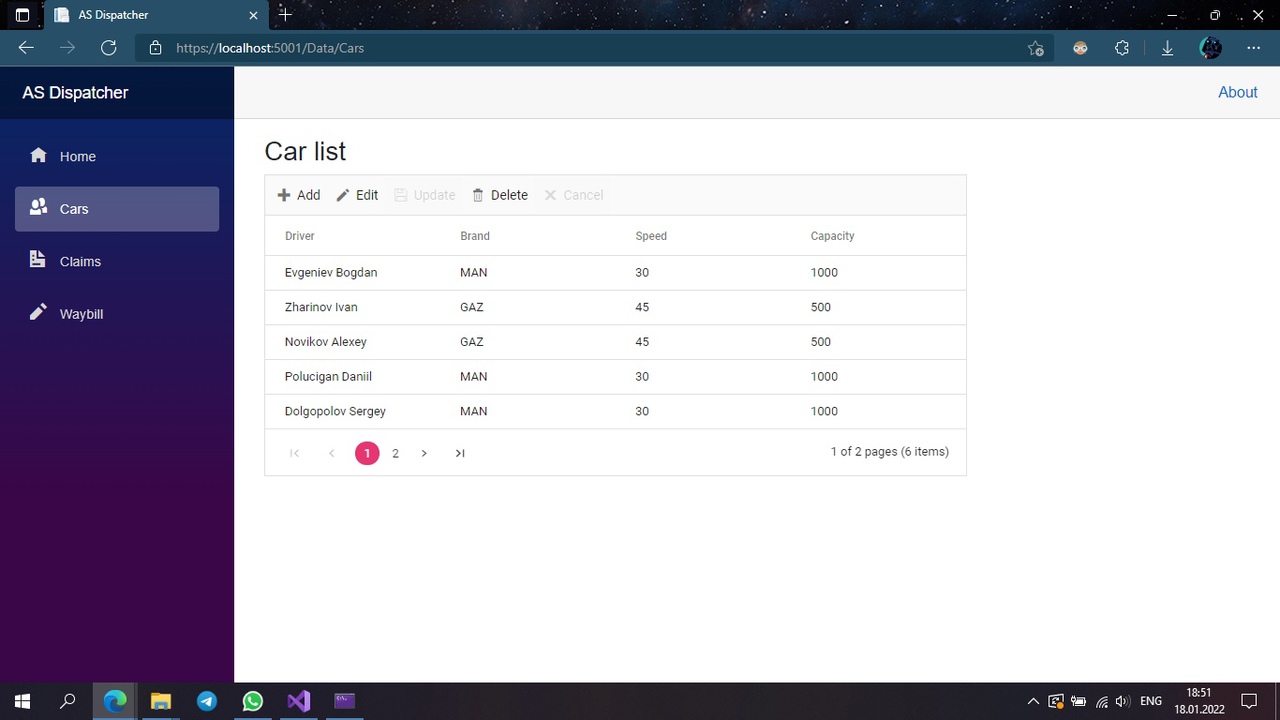 AS Dispatcher
https://localhost:5001/Data/Cars
AS Dispatcher
About
Home
Cars
Claims
Waybill
Car list
Add Edit Update Delete Cancel
Driver Brand Speed Capacity
Evgeniev Bogdan MAN 30 1000
Zharinov Ivan GAZ 45 500
Novikov Alexey GAZ 45 500
Polucigan Daniil MAN 30 1000
Dolgopolov Sergey MAN 30 1000
1 2 1 of 2 pages (6 items)
ENG
18:51
18.01.2022